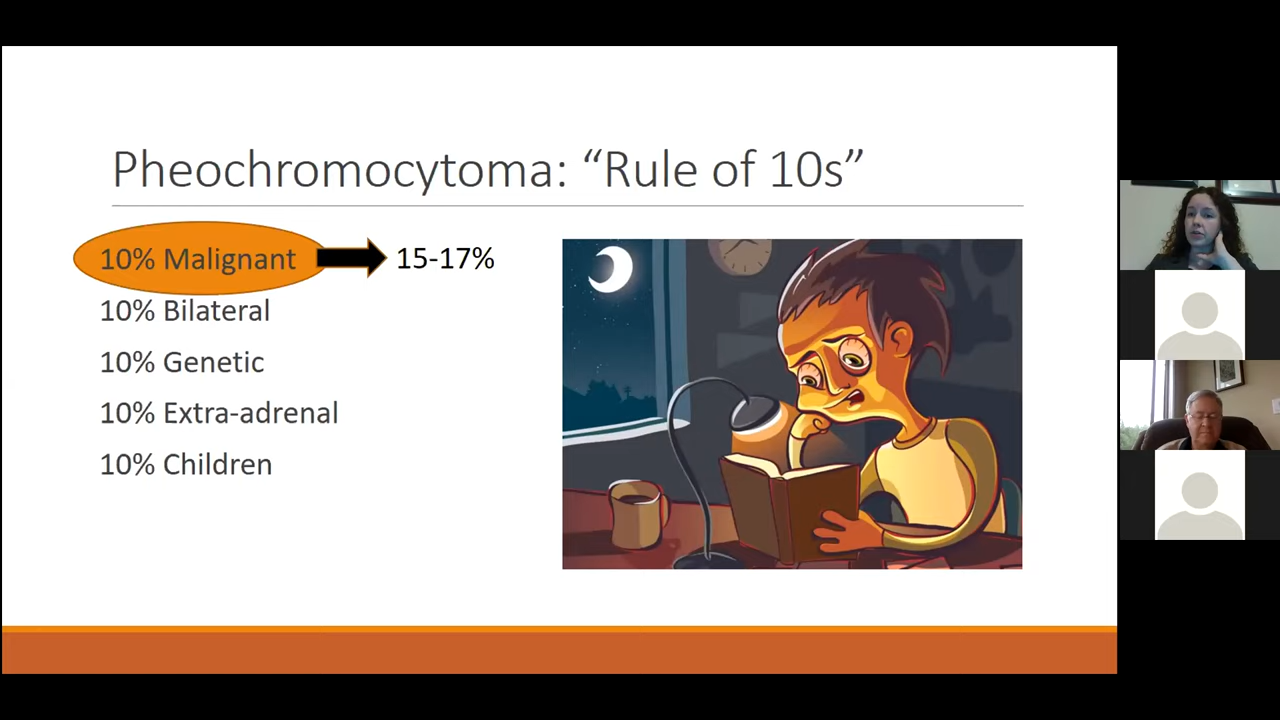 Pheochromocytoma: “Rule of 10s”
10% Malignant 15-17%
10% Bilateral
10% Genetic
10% Extra-adrenal
10% Children